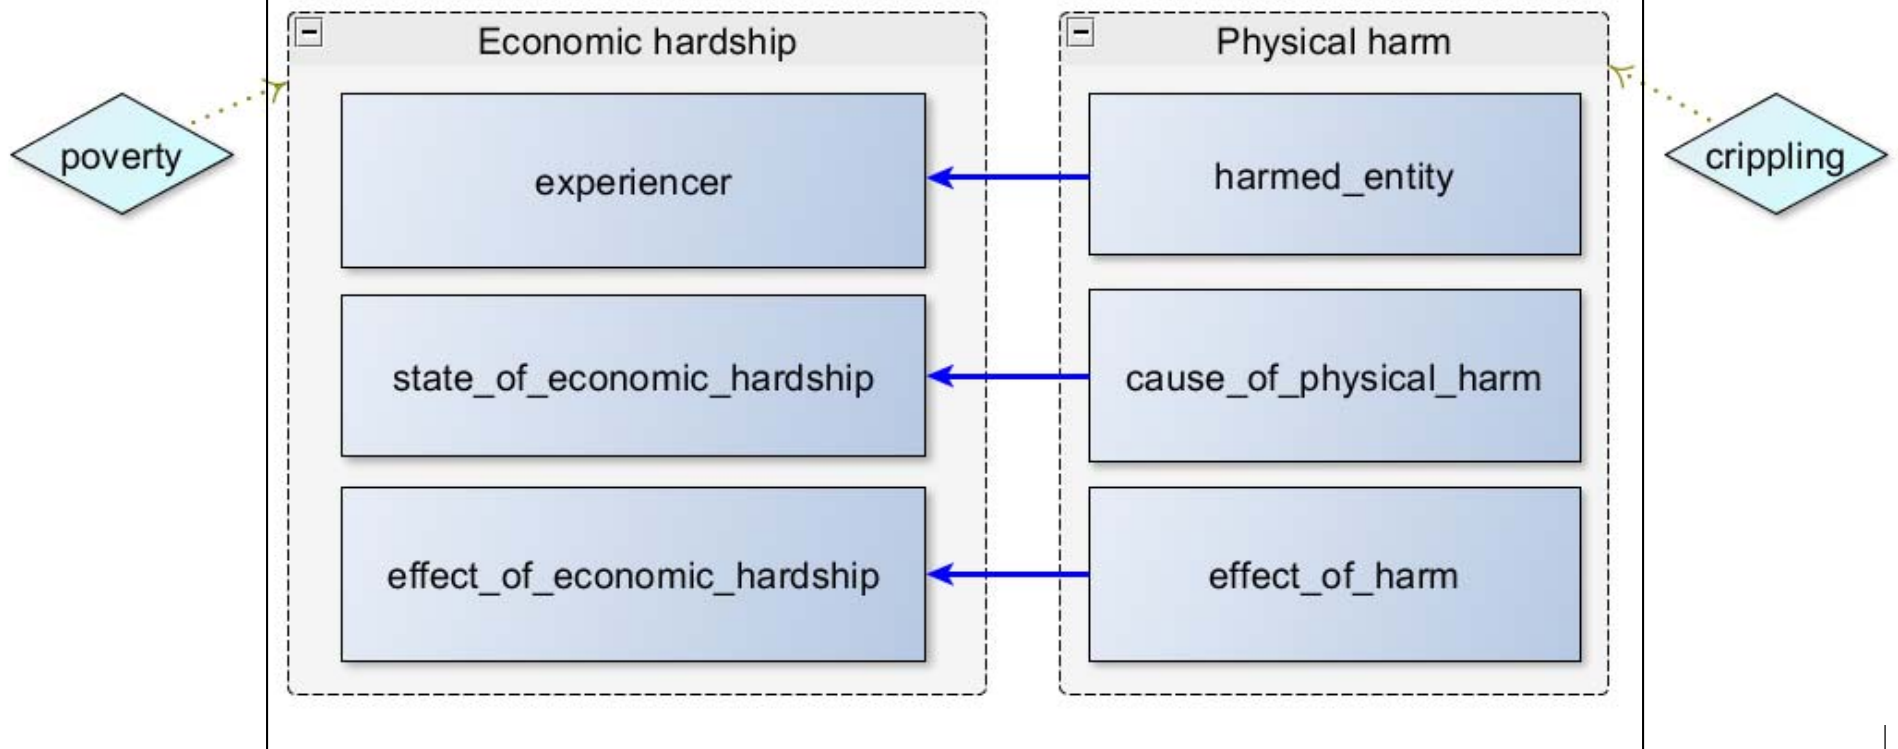 Economic hardship
Physical harm
poverty
experiencer
harmed_entity
crippling
state_of_economic_hardship
cause_of_physical_harm
effect_of_economic_hardship
effect_of_harm